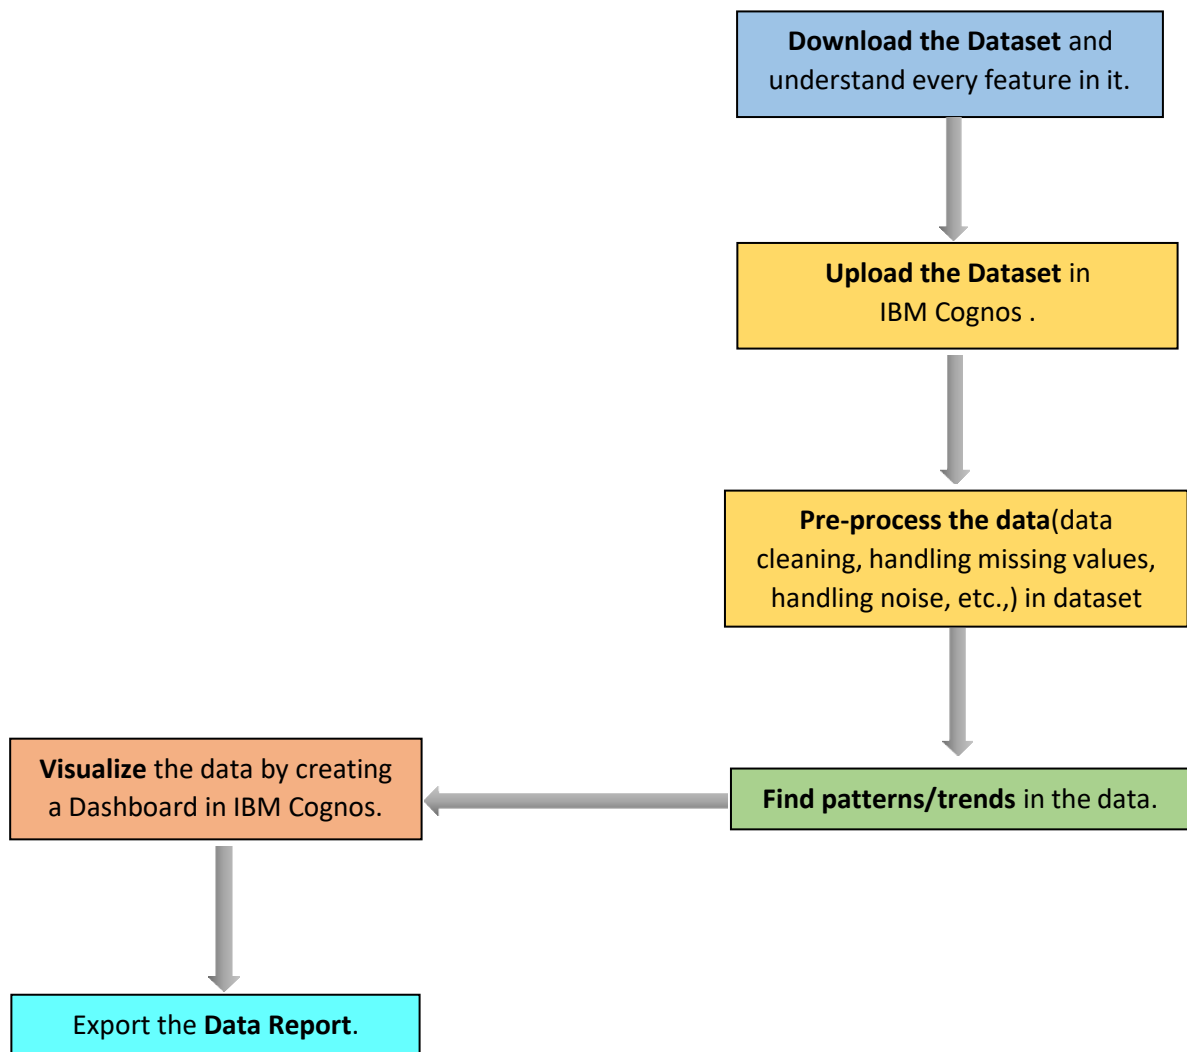 Download the Dataset and
understand every feature in it.
Upload the Dataset in
IBM Cognos .
Pre-process the data(data
cleaning, handling missing values,
handling noise, etc.,) in dataset
Find patterns/trends in the data.
Visualize the data by creating
a Dashboard in IBM Cognos.
Export the Data Report.